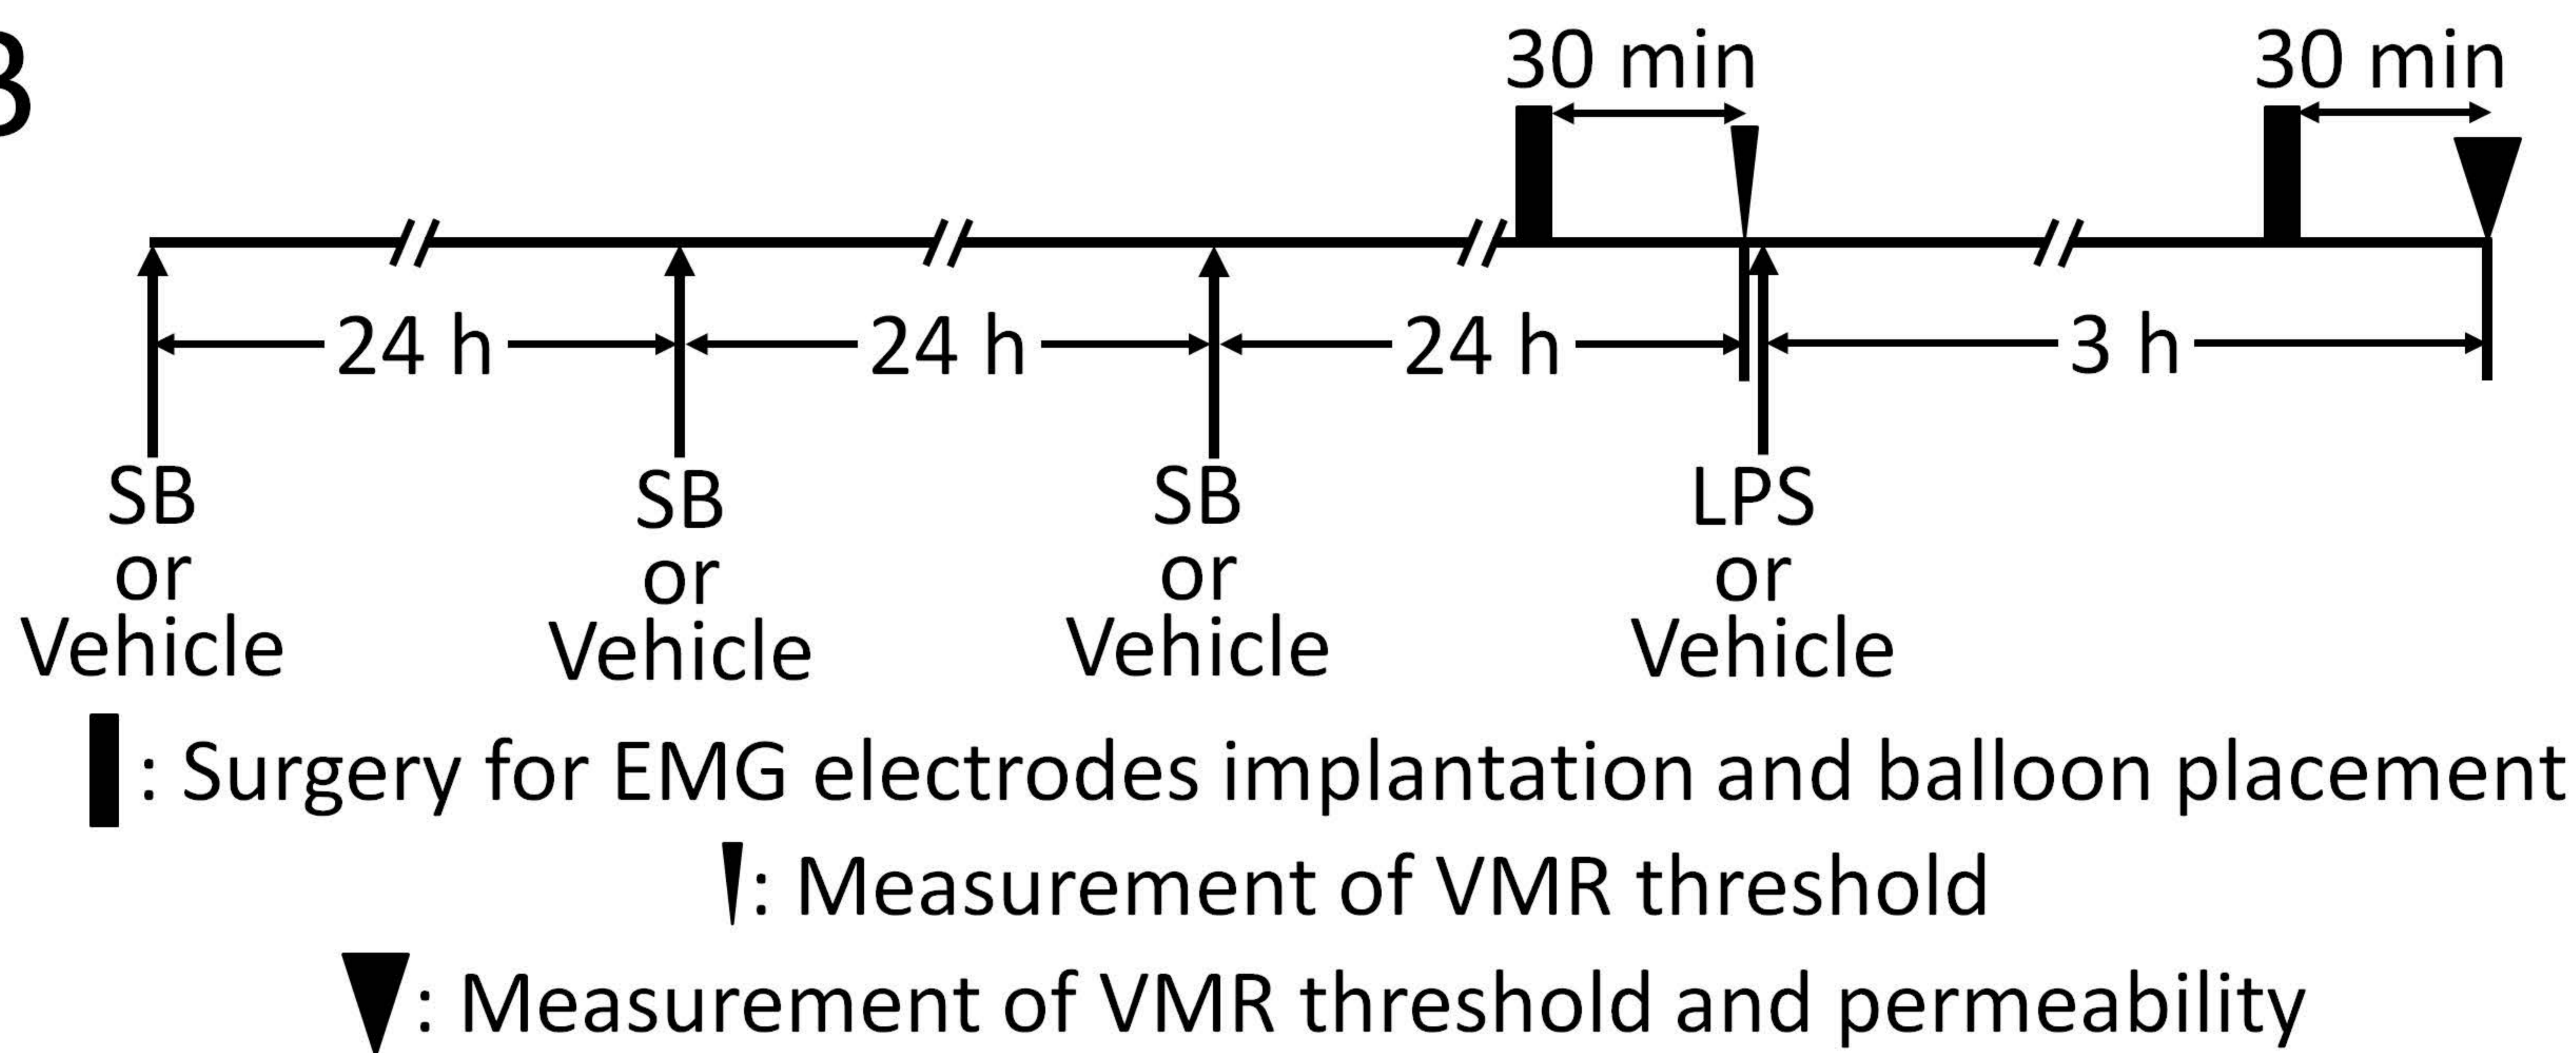 B
30 min 30 min
24 h 24 h 24 h 3 h
SB SB SB LPS
or or or or
Vehicle Vehicle Vehicle Vehicle
: Surgery for EMG electrodes implantation and balloon placement
: Measurement of VMR threshold
: Measurement of VMR threshold and permeability